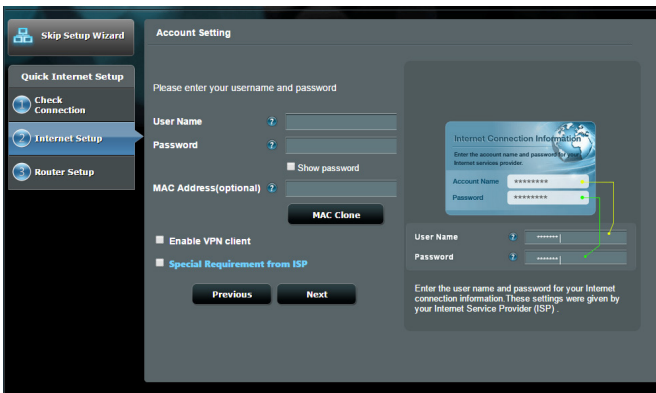 Skip Setup Wizard
Quick Internet Setup
1 Check
Connection
2 Internet Setup
3 Router Setup
Account Setting
Please enter your username and password
User Name ?
Password ?
Show password
MAC Address(optional) ?
MAC Clone
Enable VPN client
Special Requirement from ISP
Previous Next
Internet Connection Information
Enter the account name and password for your
Internet services provider.
Account Name ********
Password ********
User Name ? •••••••|
Password ? •••••••|
Enter the user name and password for your Internet
connection information.These settings were given by
your Internet Service Provider (ISP) .